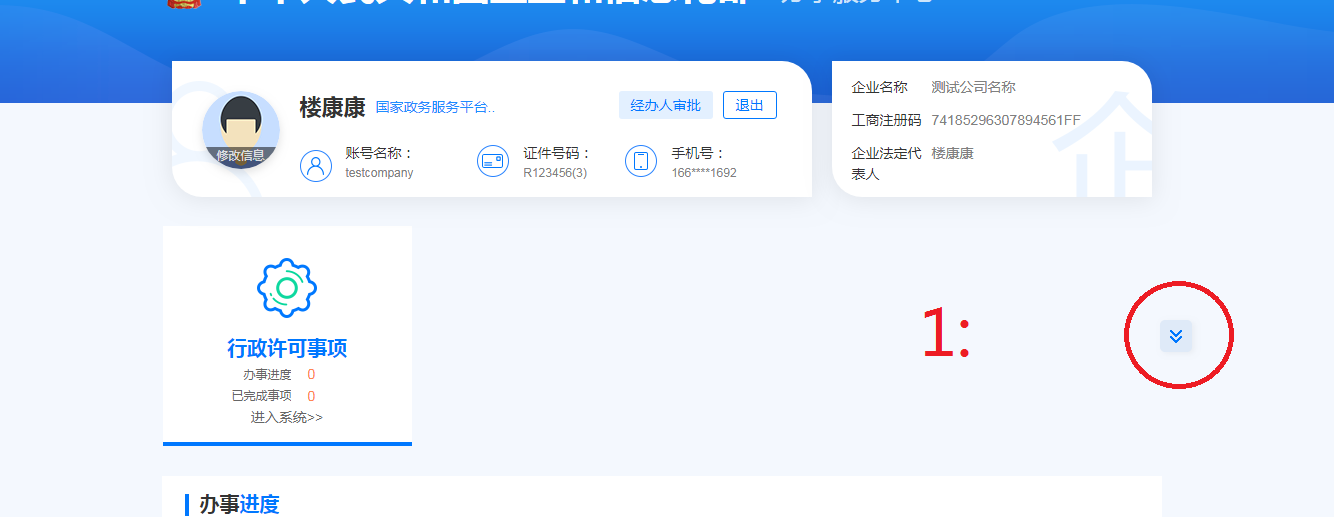 楼康康 国家政务服务平台.. 经办人审批 退出
修改信息
账号名称：
testcompany
证件号码：
R123456(3)
手机号：
166****1692
企业名称 测试公司名称
工商注册码 74185296307894561FF
企业法定代表人 楼康康
企
行政许可事项
办事进度 0
已完成事项 0
进入系统>>
1:
办事进度